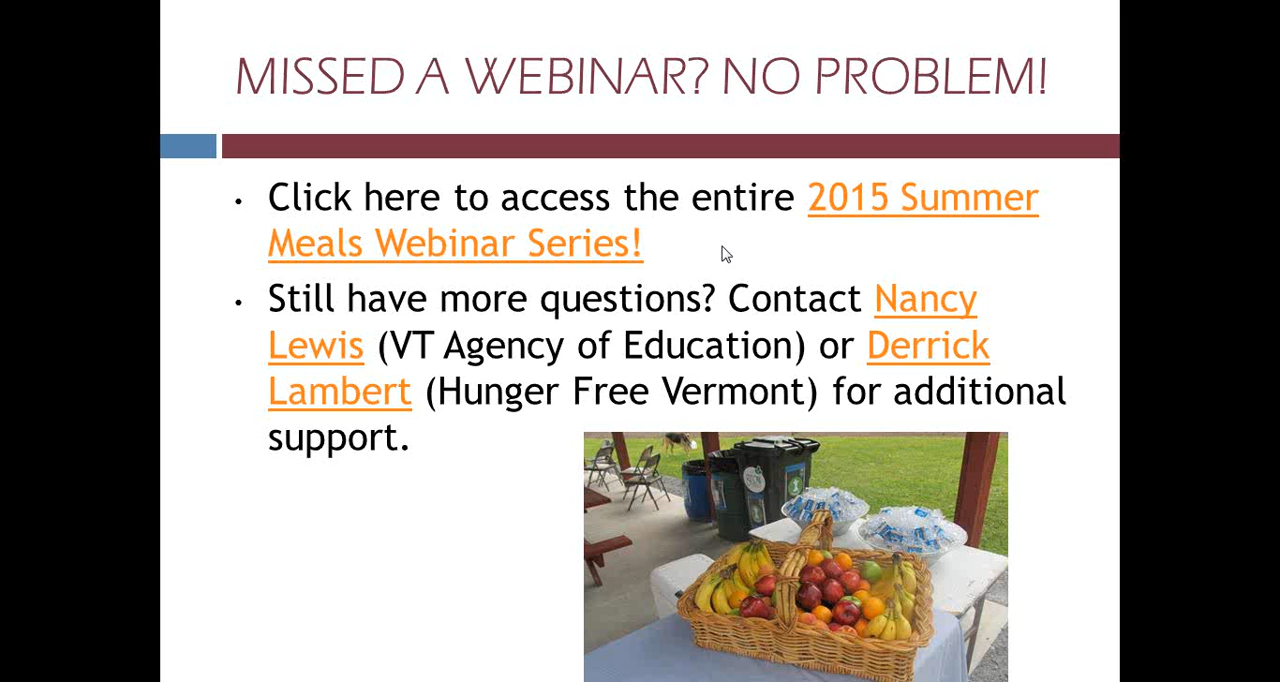 MISSED A WEBINAR? NO PROBLEM!
• Click here to access the entire 2015 Summer
Meals Webinar Series!
• Still have more questions? Contact Nancy
Lewis (VT Agency of Education) or Derrick
Lambert (Hunger Free Vermont) for additional
support.